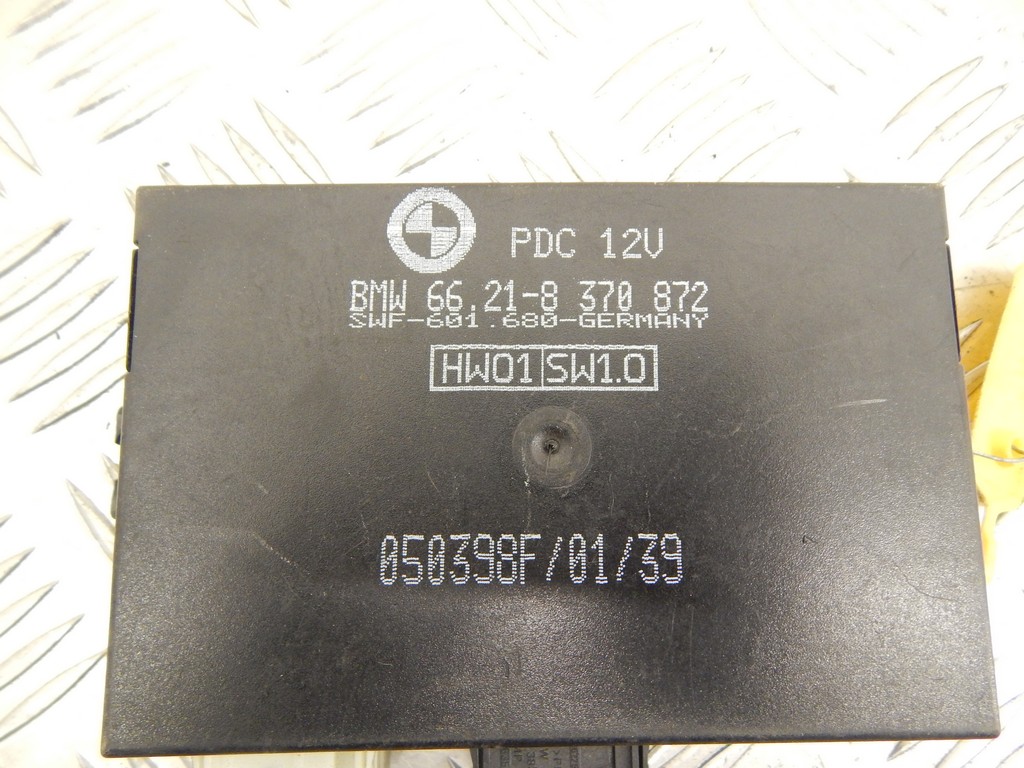 PDC 12V
BMW 66.21-8 370 872
SWF-601.680-GERMANY
HW01 SW1.0
050398F/01/39